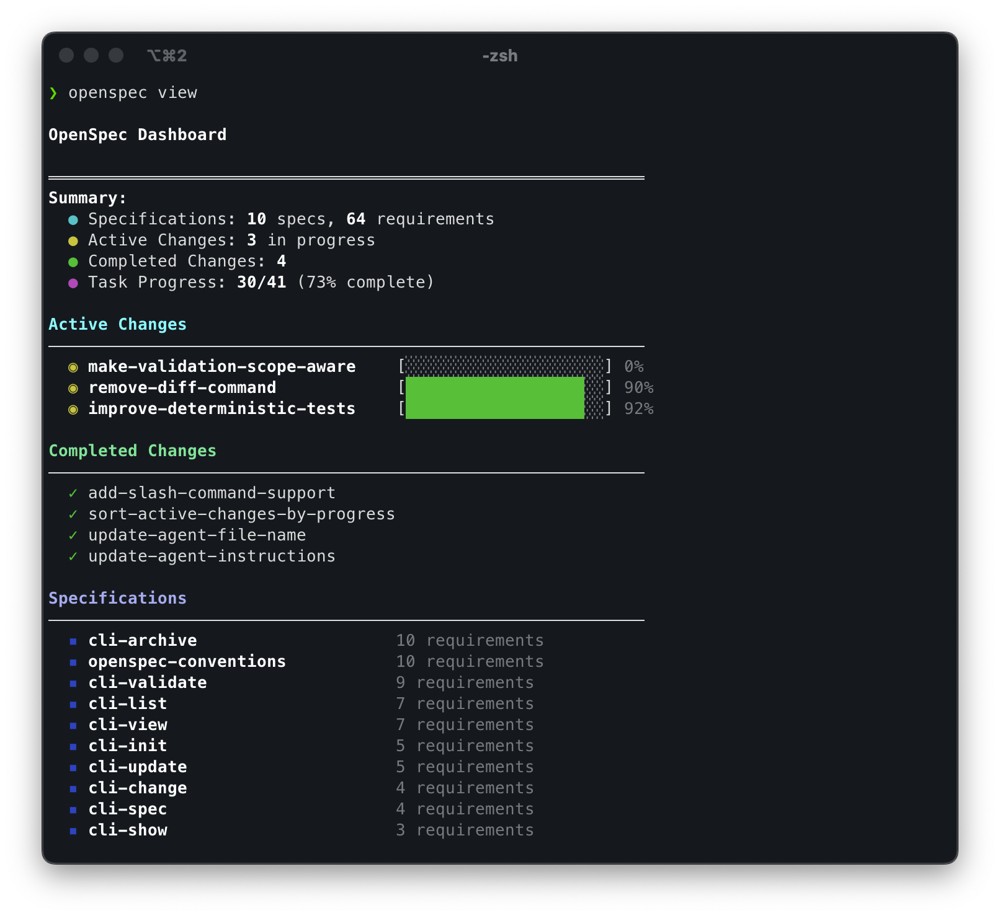 ⌥⌘2
-zsh
❯ openspec view
OpenSpec Dashboard
Summary:
● Specifications: 10 specs, 64 requirements
● Active Changes: 3 in progress
● Completed Changes: 4
● Task Progress: 30/41 (73% complete)
Active Changes
◉ make-validation-scope-aware [░░░░░░░░░░░░░░░░░░░░] 0%
◉ remove-diff-command [██████████████████░░] 90%
◉ improve-deterministic-tests [██████████████████░░] 92%
Completed Changes
✓ add-slash-command-support
✓ sort-active-changes-by-progress
✓ update-agent-file-name
✓ update-agent-instructions
Specifications
▪ cli-archive 10 requirements
▪ openspec-conventions 10 requirements
▪ cli-validate 9 requirements
▪ cli-list 7 requirements
▪ cli-view 7 requirements
▪ cli-init 5 requirements
▪ cli-update 5 requirements
▪ cli-change 4 requirements
▪ cli-spec 4 requirements
▪ cli-show 3 requirements